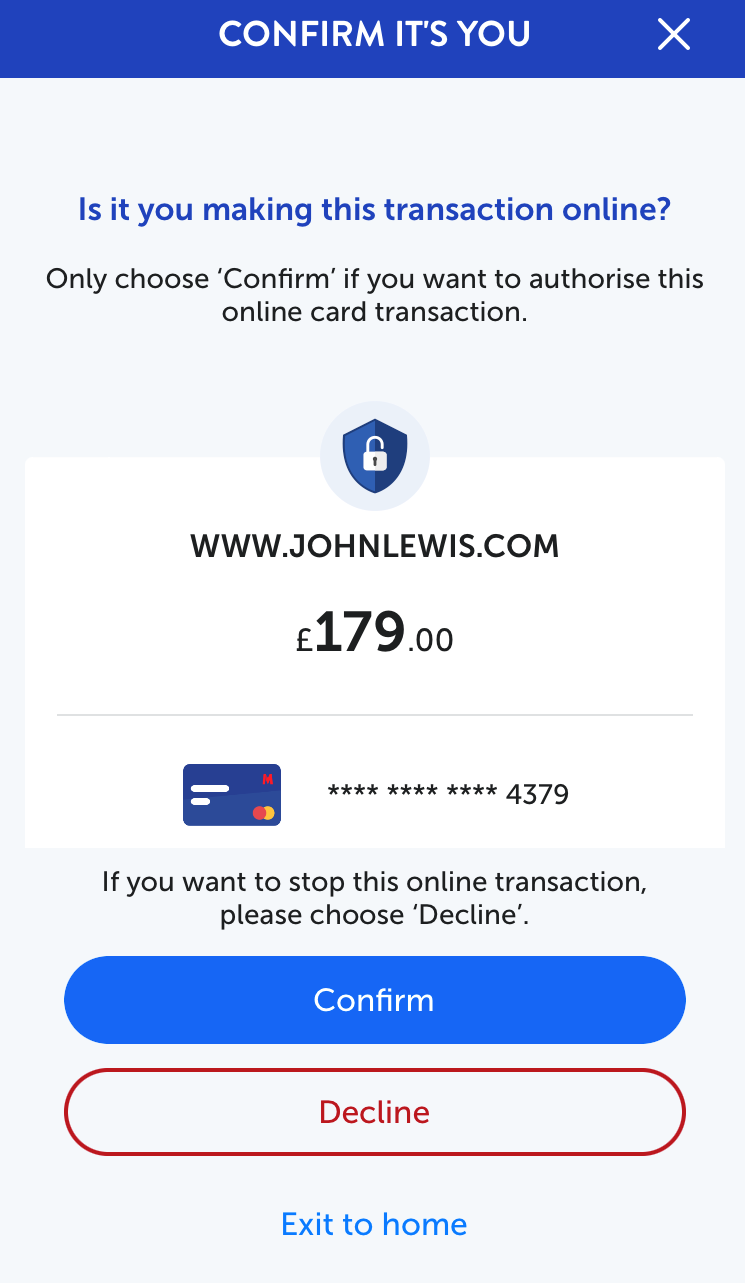 CONFIRM IT'S YOU
Is it you making this transaction online?
Only choose ‘Confirm’ if you want to authorise this
online card transaction.
WWW.JOHNLEWIS.COM
£179.00
M
**** **** **** 4379
If you want to stop this online transaction,
please choose ‘Decline’.
Confirm
Decline
Exit to home